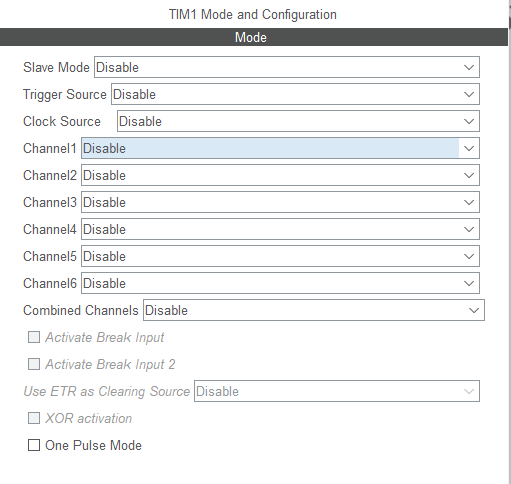 TIM1 Mode and Configuration
Mode
Slave Mode Disable
Trigger Source Disable
Clock Source Disable
Channel1 Disable
Channel2 Disable
Channel3 Disable
Channel4 Disable
Channel5 Disable
Channel6 Disable
Combined Channels Disable
Activate Break Input
Activate Break Input 2
Use ETR as Clearing Source Disable
XOR activation
One Pulse Mode